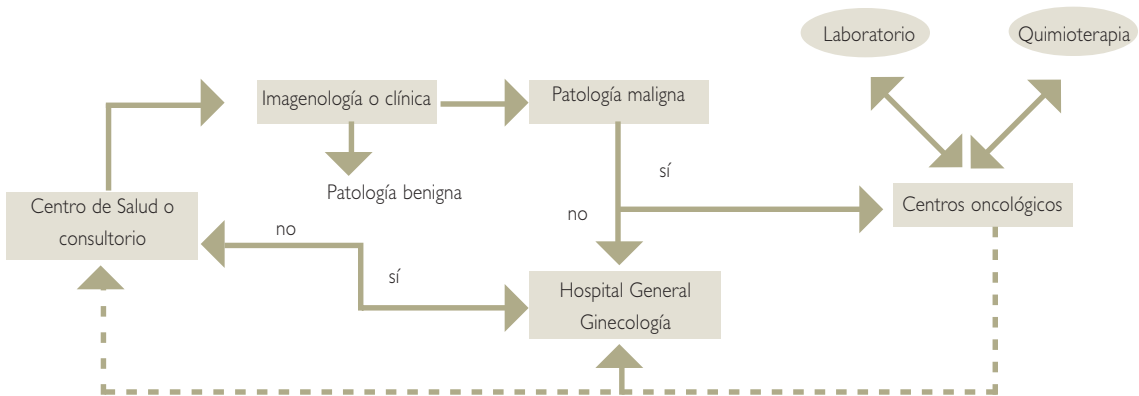 Laboratorio
Quimioterapia
Imagenología o clínica
Patología maligna
sí
Patología benigna
Centro de Salud o
consultorio
Centros oncológicos
no
no
sí
Hospital General
Ginecología